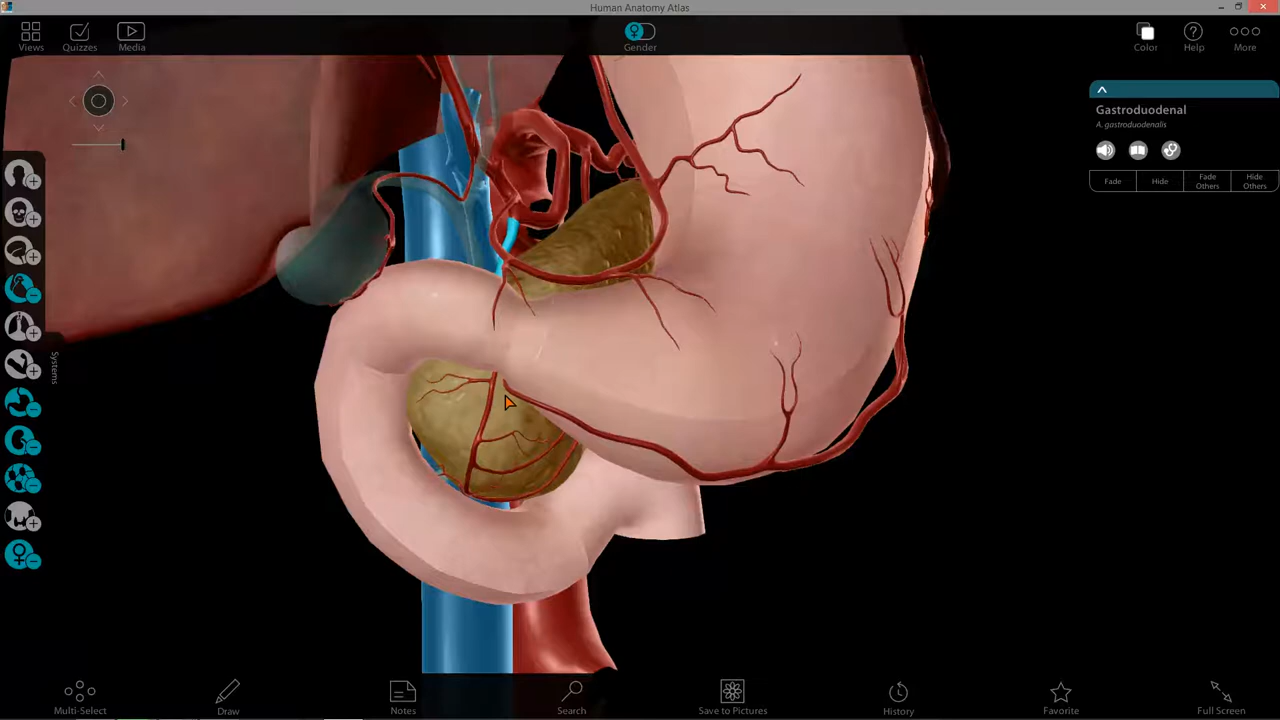 Human Anatomy Atlas
Views
Quizzes
Media
Gender
Color
Help
More
Gastroduodenal
A. gastroduodenalis
Fade
Hide
Fade
Others
Hide
Others
Systems
Multi-Select
Draw
Notes
Search
Save to Pictures
History
Favorite
Full Screen